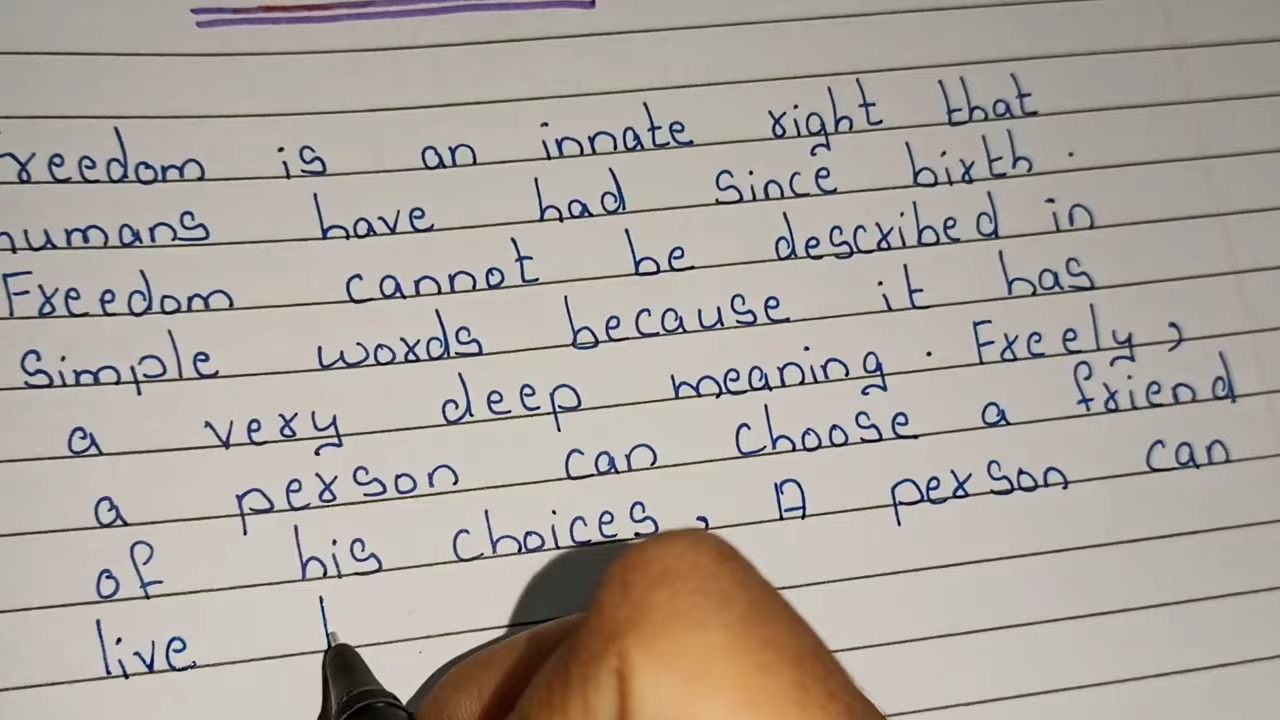 reedom is an innate right that
humans have had since birth.
Freedom cannot be described in
Simple words because it has
a very deep meaning. Freely,
a person can choose a friend
of his choices, A person can
live